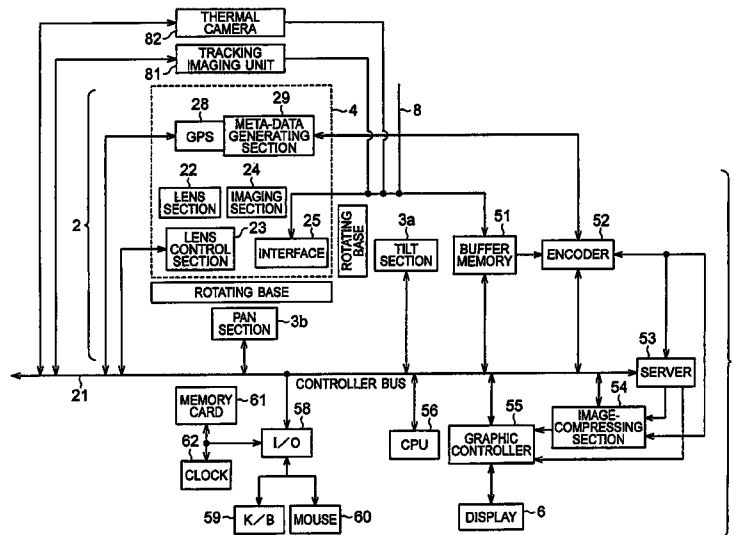 THERMAL
CAMERA
82
TRACKING
IMAGING UNIT
81
28
29
4
8
GPS
META-DATA
GENERATING
SECTION
22
24
LENS
SECTION
IMAGING
SECTION
2
23
25
LENS
CONTROL
SECTION
INTERFACE
ROTATING
BASE
3a
TILT
SECTION
51
BUFFER
MEMORY
52
ENCODER
ROTATING BASE
PAN
SECTION
3b
53
SERVER
21
CONTROLLER BUS
MEMORY
CARD
61
58
I/O
62
CLOCK
56
CPU
55
GRAPHIC
CONTROLLER
54
IMAGE-
COMPRESSING
SECTION
59
K/B
MOUSE
60
DISPLAY
6